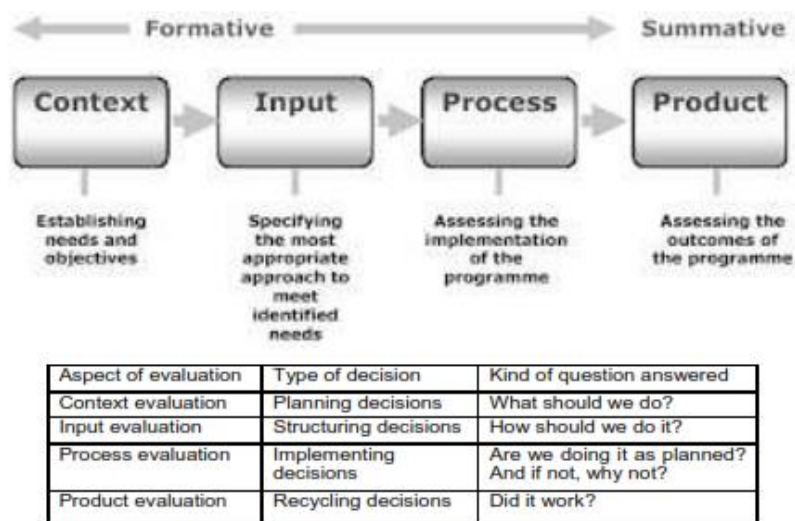 Formative Summative
Context Input Process Product
Establishing
needs and
objectives
Specifying
the most
appropriate
approach to
meet
identified
needs
Assessing the
implementation
of the
programme
Assessing the
outcomes of
the programme
Aspect of evaluation Type of decision Kind of question answered
Context evaluation Planning decisions What should we do?
Input evaluation Structuring decisions How should we do it?
Process evaluation Implementing
decisions Are we doing it as planned?
And if not, why not?
Product evaluation Recycling decisions Did it work?